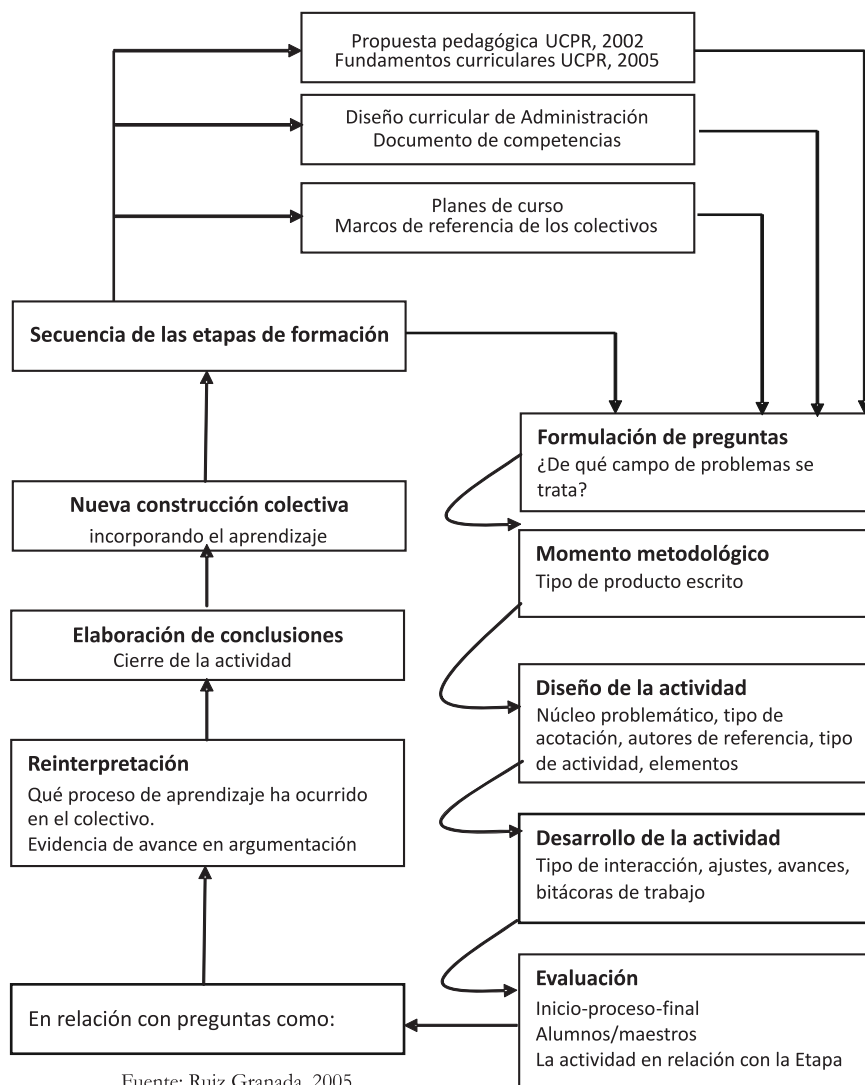 Propuesta pedagógica UCPR, 2002
Fundamentos curriculares UCPR, 2005
Diseño curricular de Administración
Documento de competencias
Planes de curso
Marcos de referencia de los colectivos
Secuencia de las etapas de formación
Formulación de preguntas
¿De qué campo de problemas se
trata?
Momento metodológico
Tipo de producto escrito
Diseño de la actividad
Núcleo problemático, tipo de
acotación, autores de referencia, tipo
de actividad, elementos
Desarrollo de la actividad
Tipo de interacción, ajustes, avances,
bitácoras de trabajo
Evaluación
Inicio-proceso-final
Alumnos/maestros
La actividad en relación con la Etapa
En relación con preguntas como:
Reinterpretación
Qué proceso de aprendizaje ha ocurrido
en el colectivo.
Evidencia de avance en argumentación
Elaboración de conclusiones
Cierre de la actividad
Nueva construcción colectiva
incorporando el aprendizaje
Fuente: Ruiz Granada, 2005